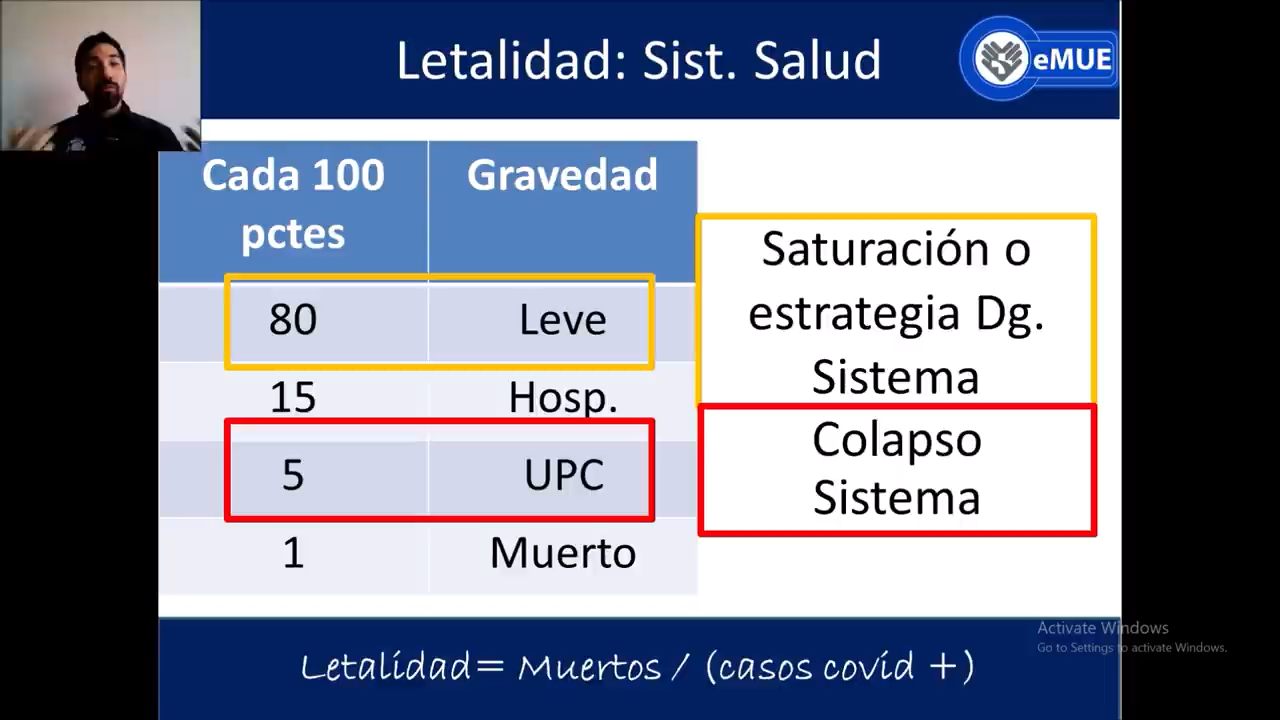 Letalidad: Sist. Salud
eMUE
Cada 100
pctes
Gravedad
80
Leve
15
Hosp.
5
UPC
1
Muerto
Saturación o
estrategia Dg.
Sistema
Colapso
Sistema
Letalidad= Muertos / (casos covid +)
Activate Windows
Go to Settings to activate Windows.